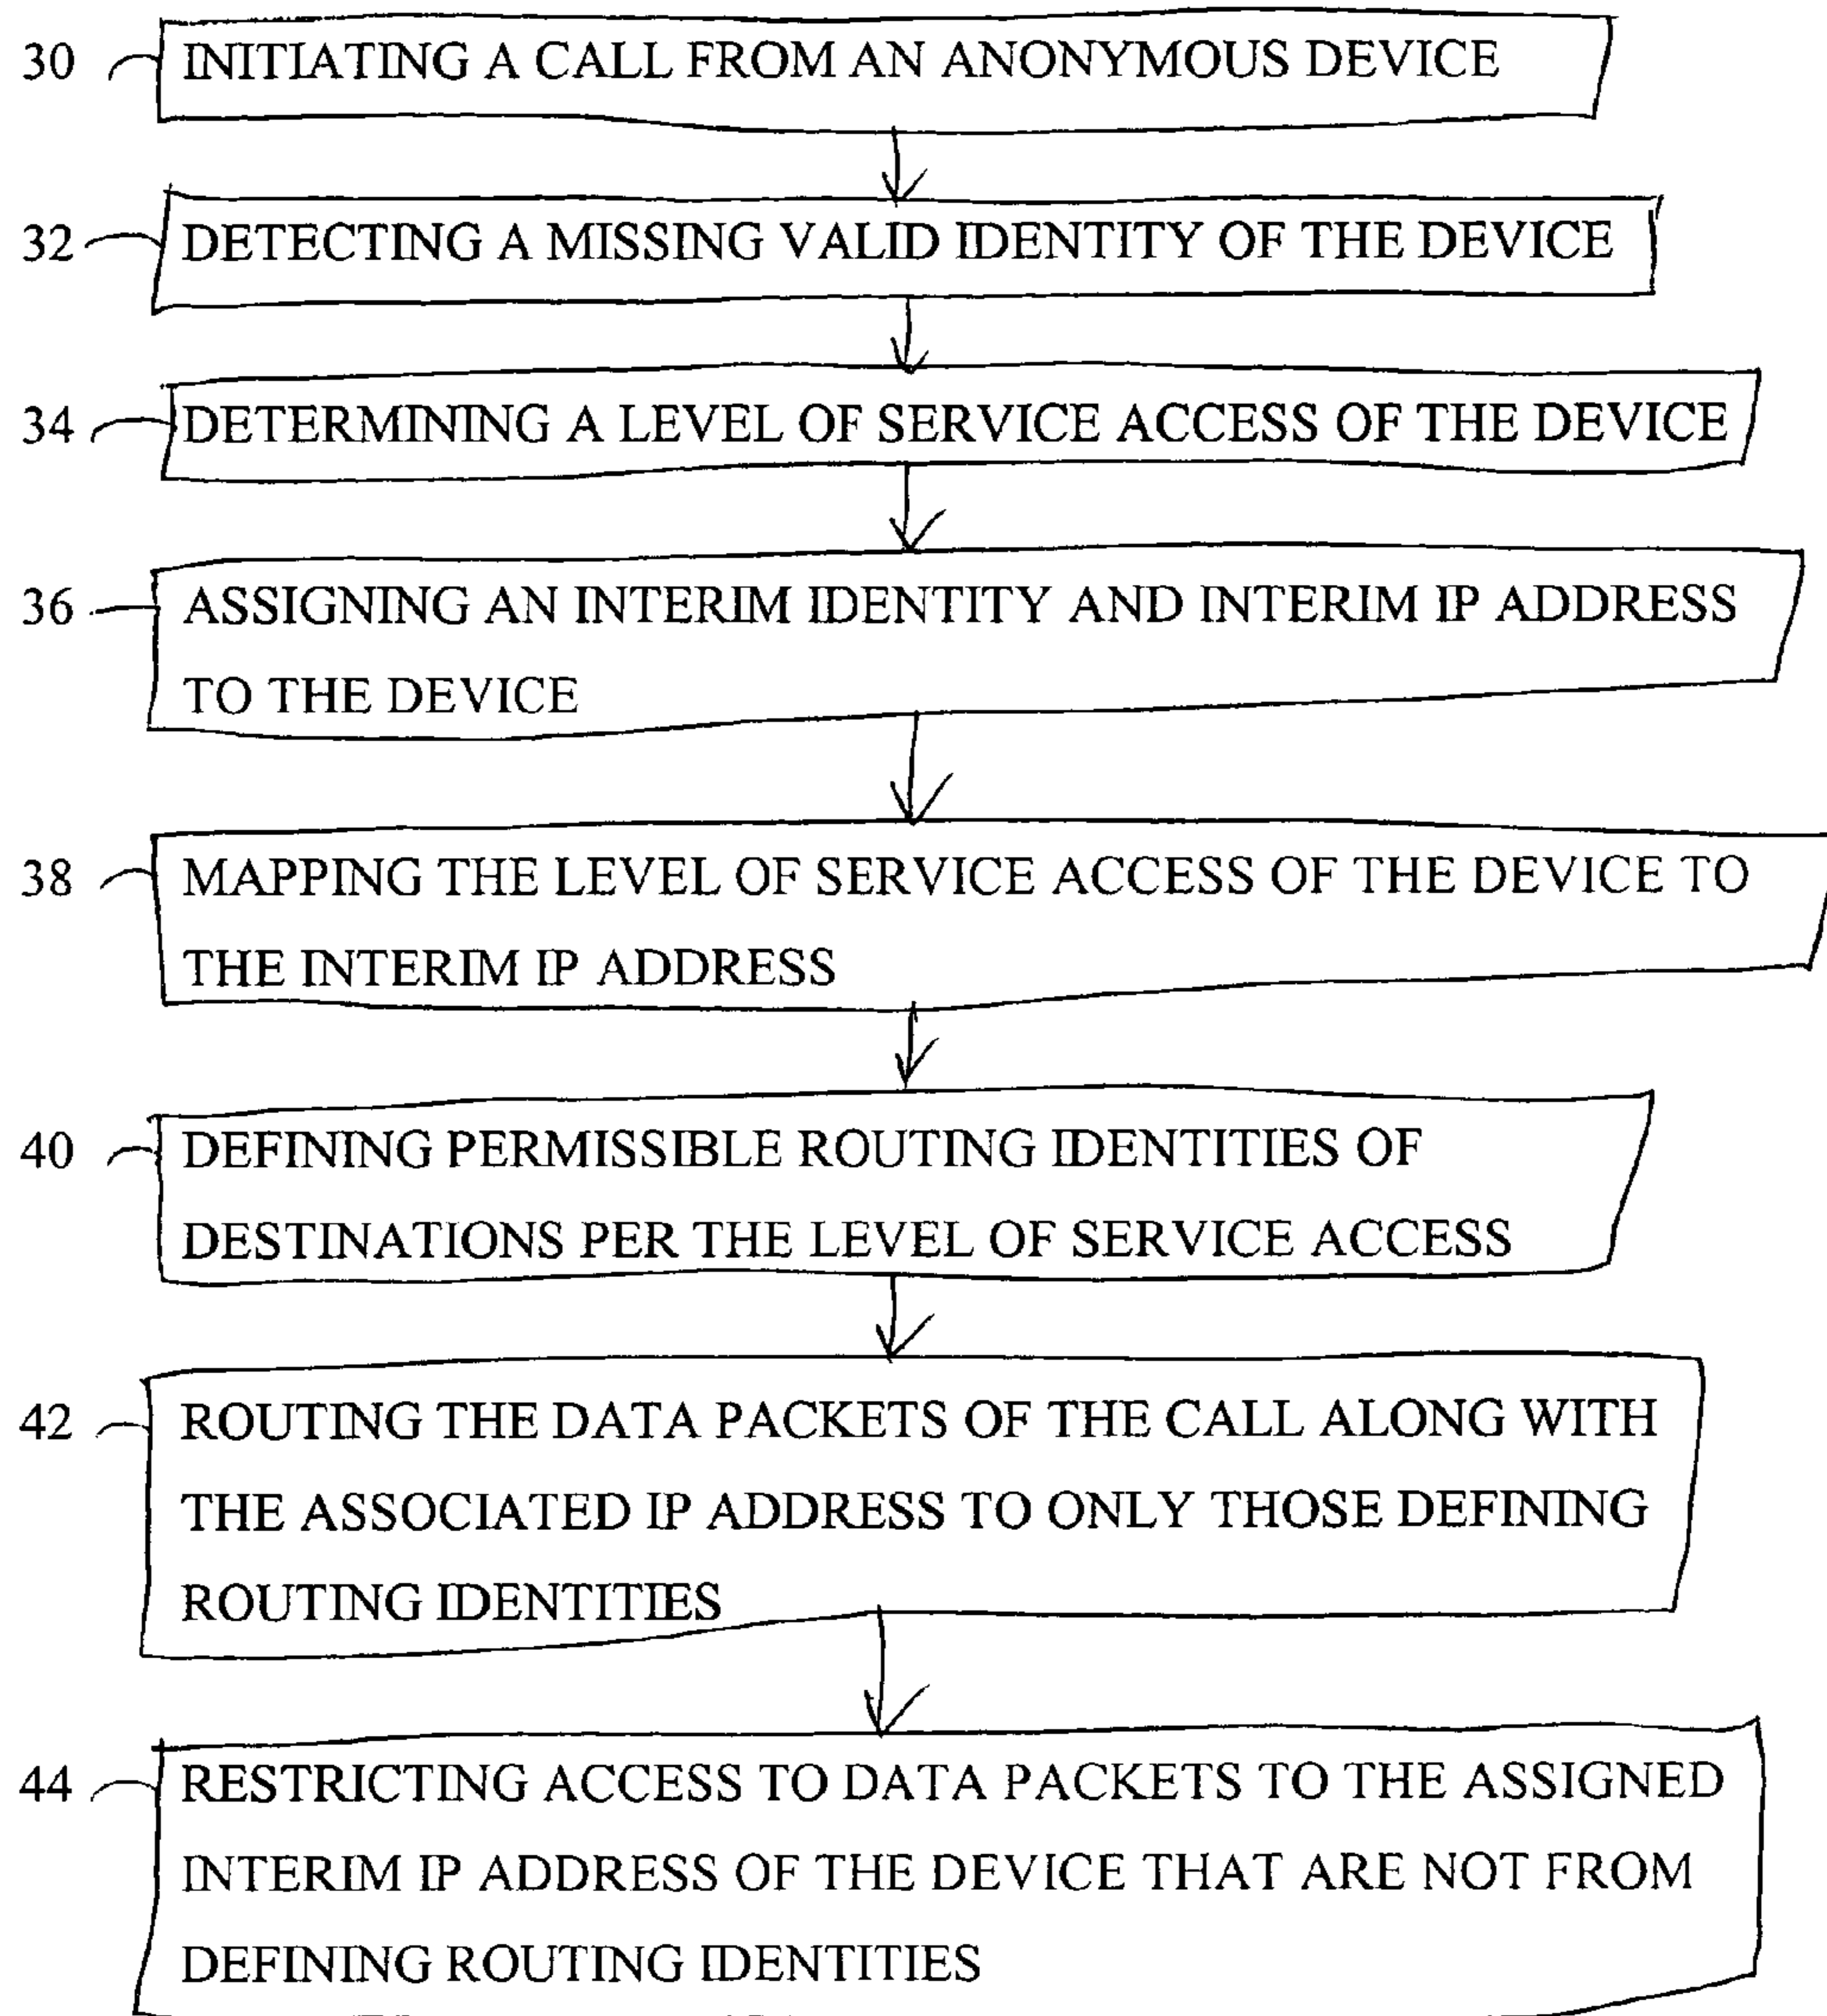 30 INITIATING A CALL FROM AN ANONYMOUS DEVICE
32 DETECTING A MISSING VALID IDENTITY OF THE DEVICE
34 DETERMINING A LEVEL OF SERVICE ACCESS OF THE DEVICE
36 ASSIGNING AN INTERIM IDENTITY AND INTERIM IP ADDRESS
TO THE DEVICE
38 MAPPING THE LEVEL OF SERVICE ACCESS OF THE DEVICE TO
THE INTERIM IP ADDRESS
40 DEFINING PERMISSIBLE ROUTING IDENTITIES OF
DESTINATIONS PER THE LEVEL OF SERVICE ACCESS
42 ROUTING THE DATA PACKETS OF THE CALL ALONG WITH
THE ASSOCIATED IP ADDRESS TO ONLY THOSE DEFINING
ROUTING IDENTITIES
44 RESTRICTING ACCESS TO DATA PACKETS TO THE ASSIGNED
INTERIM IP ADDRESS OF THE DEVICE THAT ARE NOT FROM
DEFINING ROUTING IDENTITIES